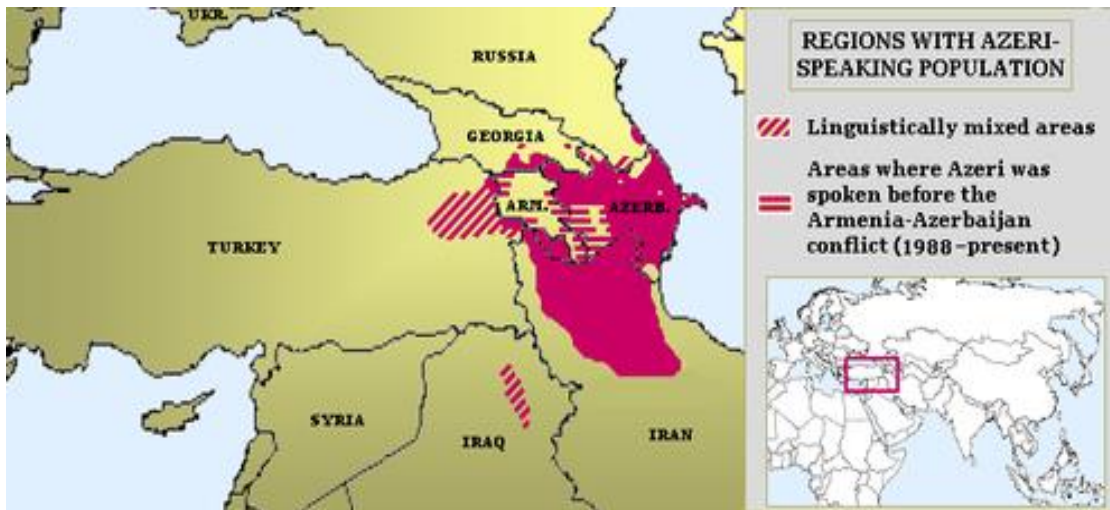 UKR.
RUSSIA
GEORGIA
ARM.
AZERB.
TURKEY
SYRIA
IRAQ
IRAN
REGIONS WITH AZERI-
SPEAKING POPULATION
Linguistically mixed areas
Areas where Azeri was
spoken before the
Armenia-Azerbaijan
conflict (1988–present)